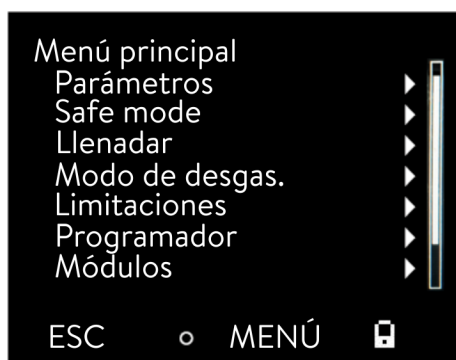 Menú principal
Parámetros
Safe mode
Llenadar
Modo de desgas.
Limitaciones
Programador
Módulos
ESC MENÚ